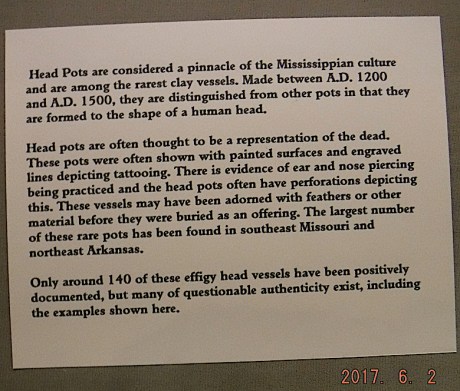 Head Pots are considered a pinnacle of the Mississippian culture
and are among the rarest clay vessels. Made between A.D. 1200
and A.D. 1500, they are distinguished from other pots in that they
are formed to the shape of a human head.
Head pots are often thought to be a representation of the dead.
These pots were often shown with painted surfaces and engraved
lines depicting tattooing. There is evidence of ear and nose piercing
being practiced and the head pots often have perforations depicting
this. These vessels may have been adorned with feathers or other
material before they were buried as an offering. The largest number
of these rare pots has been found in southeast Missouri and
northeast Arkansas.
Only around 140 of these effigy head vessels have been positively
documented, but many of questionable authenticity exist, including
the examples shown here.
2017. 6. 2